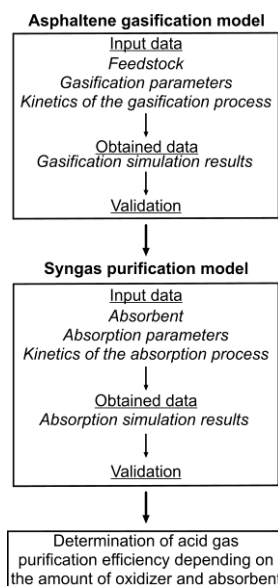 Asphaltene gasification model
Input data
Feedstock
Gasification parameters
Kinetics of the gasification process
Obtained data
Gasification simulation results
Validation
Syngas purification model
Input data
Absorbent
Absorption parameters
Kinetics of the absorption process
Obtained data
Absorption simulation results
Validation
Determination of acid gas
purification efficiency depending on
the amount of oxidizer and absorbent